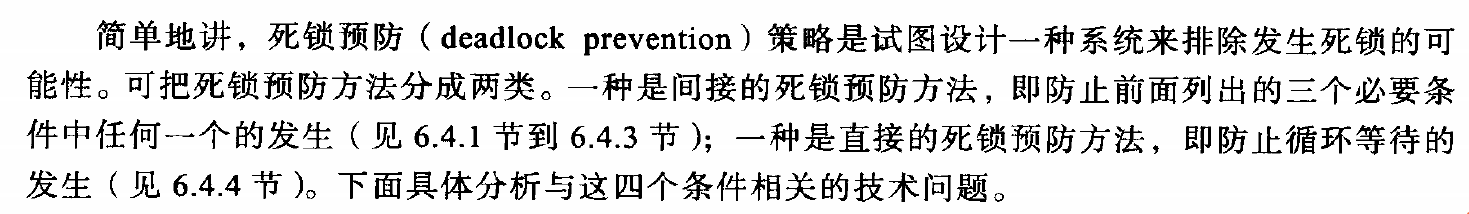 简单地讲，死锁预防（deadlock prevention）策略是试图设计一种系统来排除发生死锁的可
能性。可把死锁预防方法分成两类。一种是间接的死锁预防方法，即防止前面列出的三个必要条
件中任何一个的发生（见 6.4.1 节到 6.4.3 节）；一种是直接的死锁预防方法，即防止循环等待的
发生（见 6.4.4 节）。下面具体分析与这四个条件相关的技术问题。